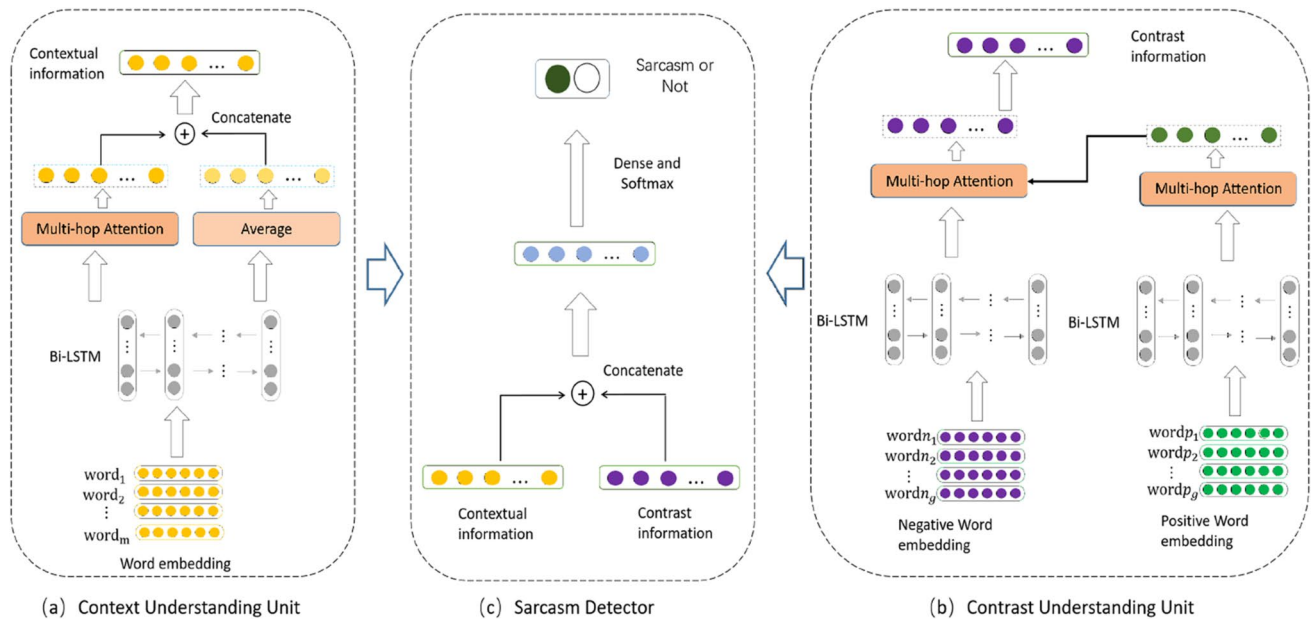 Contextual
information
Concatenate
Multi-hop Attention
Average
Bi-LSTM
word₁
word₂
⋮
wordₘ
Word embedding
(a) Context Understanding Unit
Sarcasm or
Not
Dense and
Softmax
Concatenate
Contextual
information
Contrast
information
(c) Sarcasm Detector
Contrast
information
Multi-hop Attention
Multi-hop Attention
Bi-LSTM
Bi-LSTM
wordn₁
wordn₂
⋮
wordn_g
Negative Word
embedding
wordp₁
wordp₂
⋮
wordp_g
Positive Word
embedding
(b) Contrast Understanding Unit